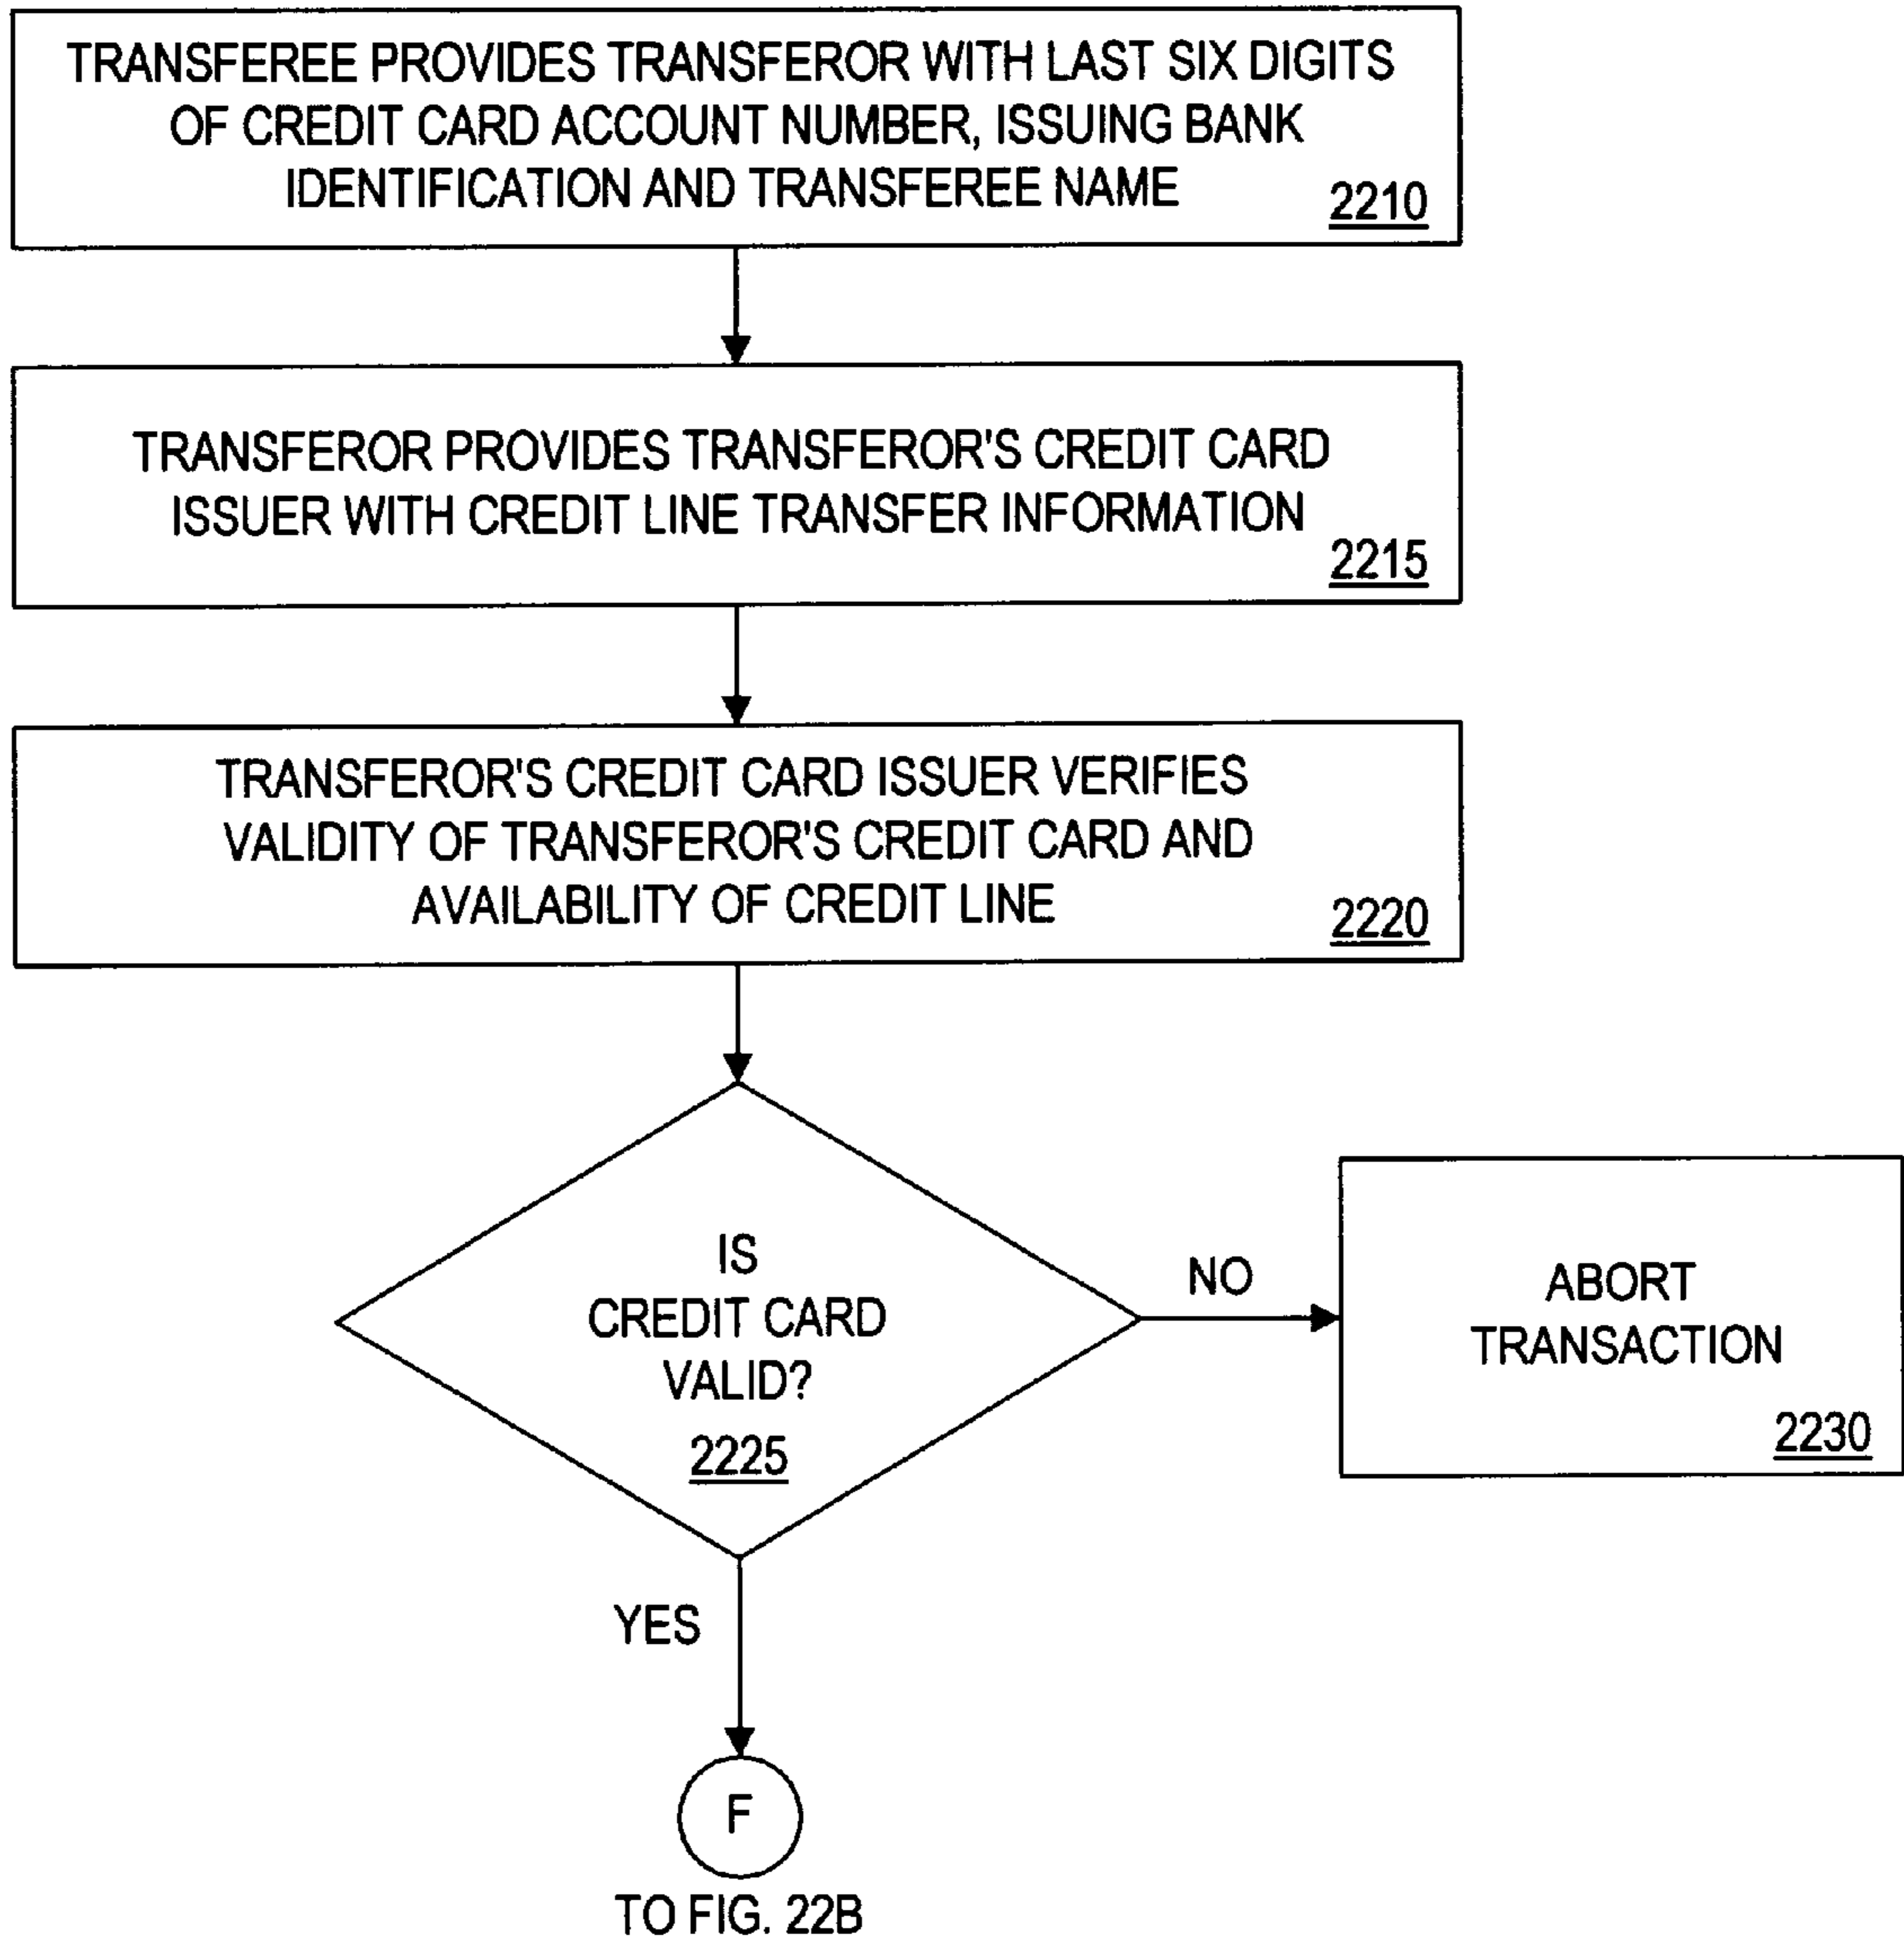 TRANSFEREE PROVIDES TRANSFEROR WITH LAST SIX DIGITS
OF CREDIT CARD ACCOUNT NUMBER, ISSUING BANK
IDENTIFICATION AND TRANSFEREE NAME
2210
TRANSFEROR PROVIDES TRANSFEROR'S CREDIT CARD
ISSUER WITH CREDIT LINE TRANSFER INFORMATION
2215
TRANSFEROR'S CREDIT CARD ISSUER VERIFIES
VALIDITY OF TRANSFEROR'S CREDIT CARD AND
AVAILABILITY OF CREDIT LINE
2220
IS
CREDIT CARD
VALID?
2225
NO
ABORT
TRANSACTION
2230
YES
F
TO FIG. 22B